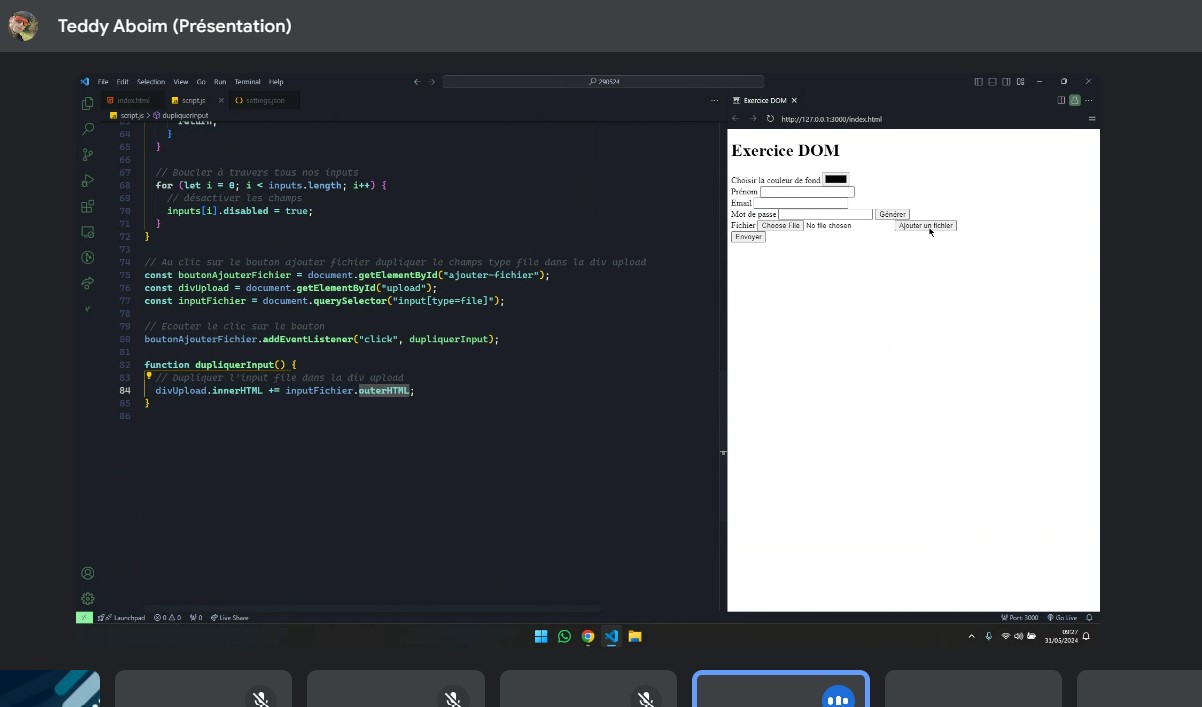 Teddy Aboim (Présentation)
File Edit Selection View Go Run Terminal Help
290524
index.html script.js settings.json
script.js > dupliquerInput
return;
64 }
65 }
66
67 // Boucler à travers tous nos inputs
68 for (let i = 0; i < inputs.length; i++) {
69 // désactiver les champs
70 inputs[i].disabled = true;
71 }
72 }
73
74 // Au clic sur le bouton ajouter fichier dupliquer le champs type file dans la div upload
75 const boutonAjouterFichier = document.getElementById("ajouter-fichier");
76 const divUpload = document.getElementById("upload");
77 const inputFichier = document.querySelector("input[type=file]");
78
79 // Ecouter le clic sur le bouton
80 boutonAjouterFichier.addEventListener("click", dupliquerInput);
81
82 function dupliquerInput() {
83 // Dupliquer l'input file dans la div upload
84 divUpload.innerHTML += inputFichier.outerHTML;
85 }
86
Exercice DOM
http://127.0.0.1:3000/index.html
Exercice DOM
Choisir la couleur de fond
Prénom
Email
Mot de passe Générer
Fichier Choose File No file chosen Ajouter un fichier
Envoyer
Launchpad 0 0 0 Live Share
Port: 3000 Go Live
09:27
31/05/2024